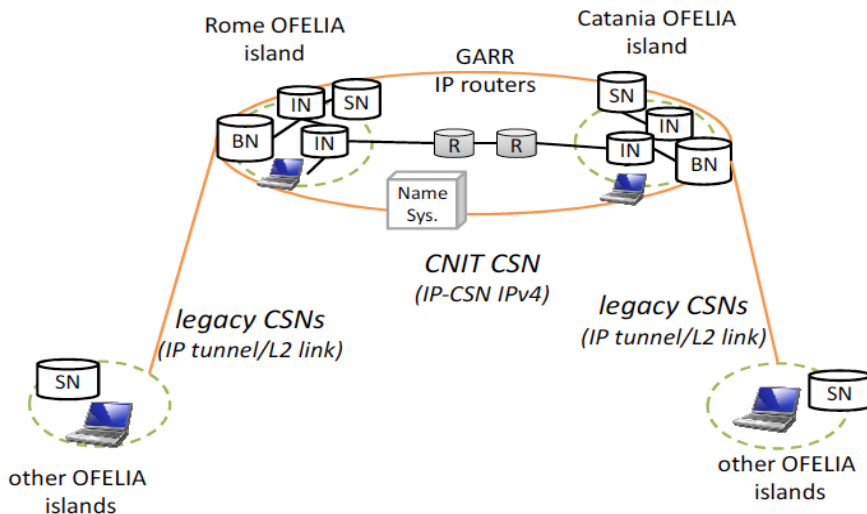 Rome OFELIA
island
Catania OFELIA
island
GARR
IP routers
IN
SN
SN
IN
BN
IN
R
R
IN
BN
Name
Sys.
CNIT CSN
(IP-CSN IPv4)
legacy CSNs
(IP tunnel/L2 link)
legacy CSNs
(IP tunnel/L2 link)
SN
SN
other OFELIA
islands
other OFELIA
islands